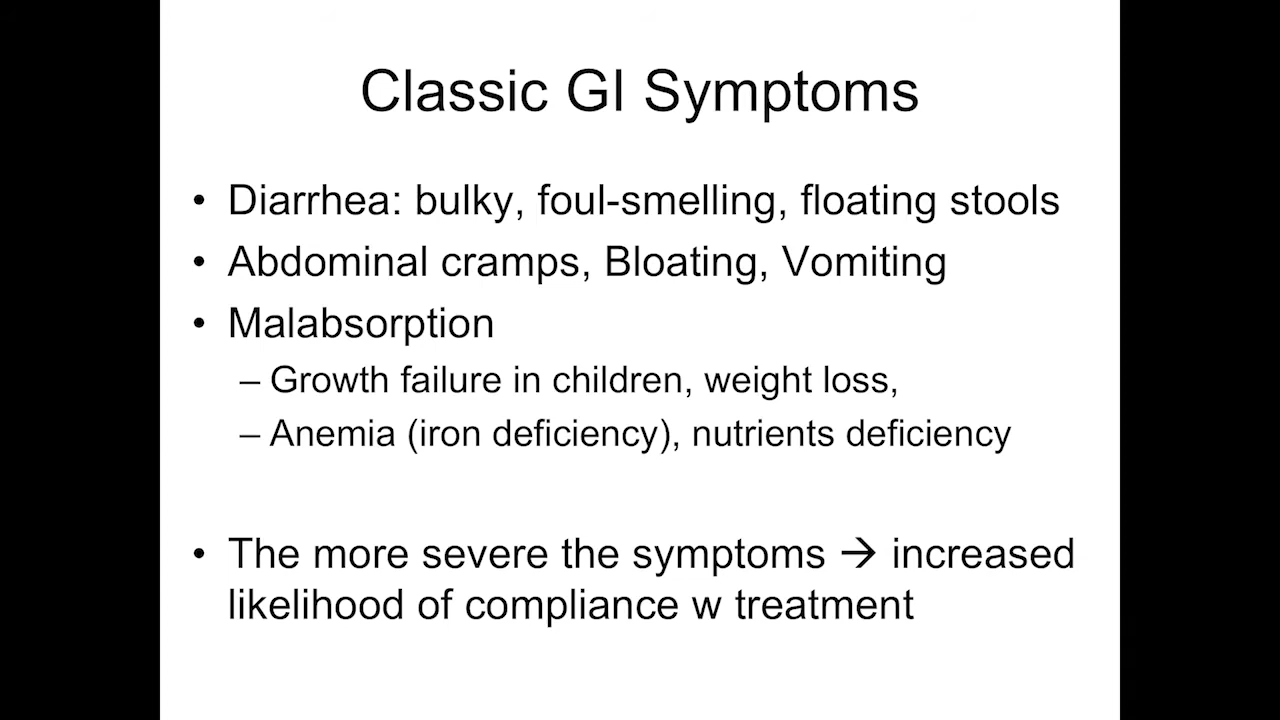 Classic GI Symptoms
• Diarrhea: bulky, foul-smelling, floating stools
• Abdominal cramps, Bloating, Vomiting
• Malabsorption
– Growth failure in children, weight loss,
– Anemia (iron deficiency), nutrients deficiency
• The more severe the symptoms → increased
likelihood of compliance w treatment